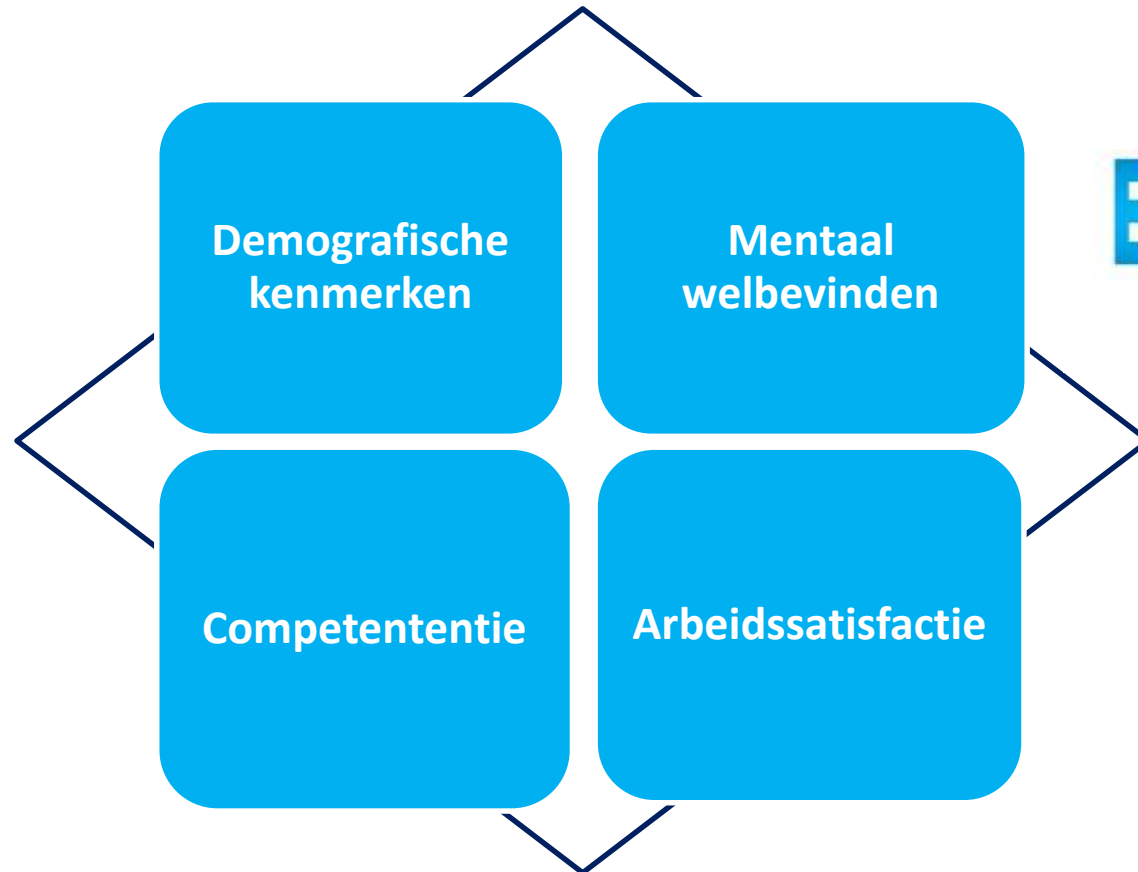 Demografische
kenmerken
Mentaal
welbevinden
Competententie
Arbeidssatisfactie